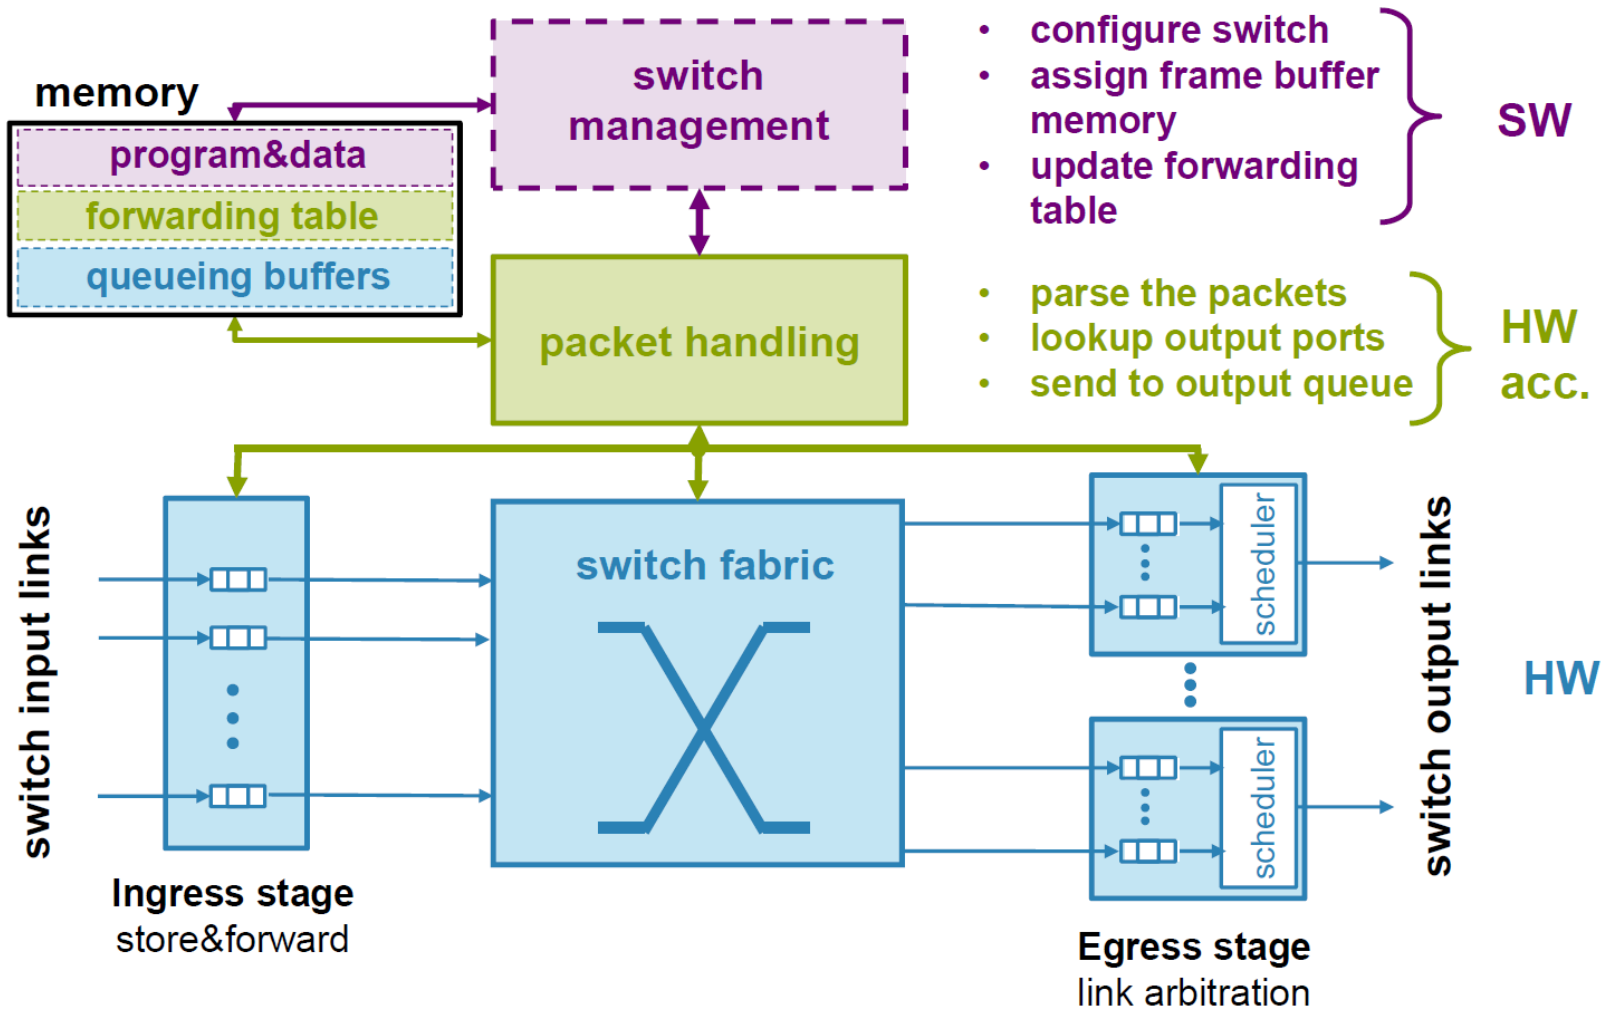 memory
program&data
forwarding table
queueing buffers
switch
management
• configure switch
• assign frame buffer
memory
• update forwarding
table
SW
packet handling
• parse the packets
• lookup output ports
• send to output queue
HW
acc.
switch input links
Ingress stage
store&forward
switch fabric
scheduler
scheduler
Egress stage
link arbitration
switch output links
HW